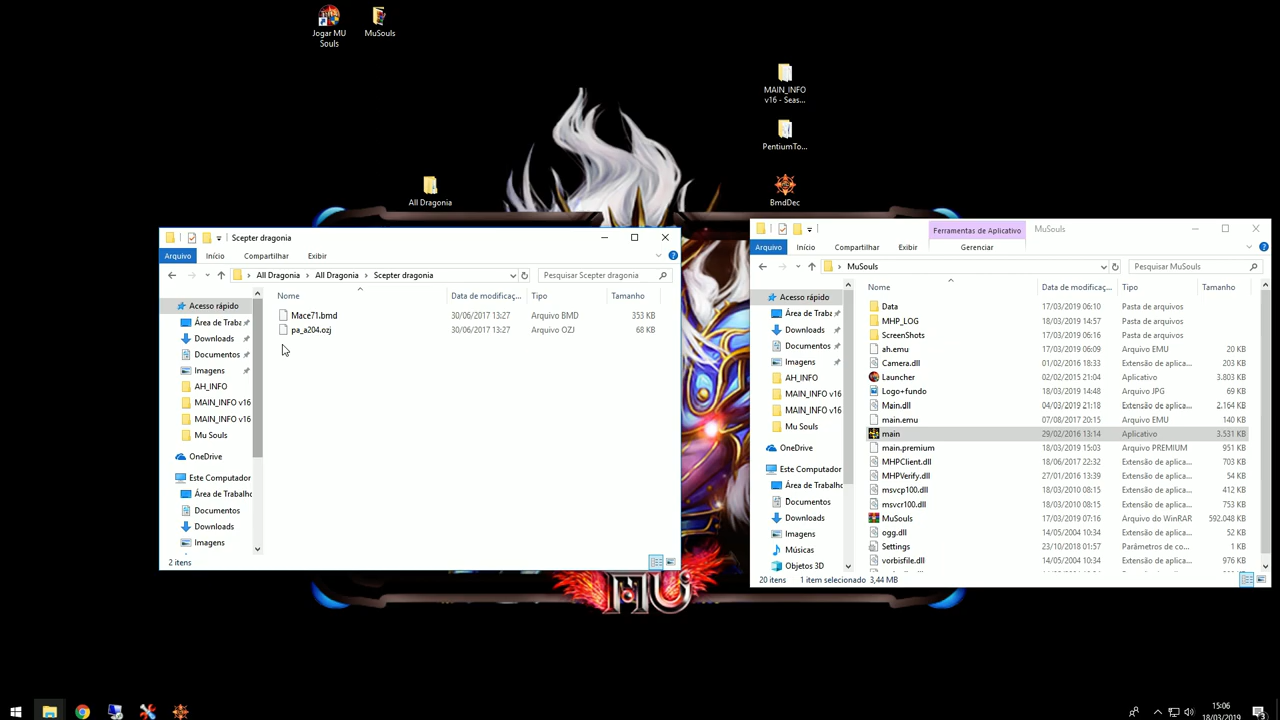 Jogar MU
Souls
MuSouls
MAIN_INFO
v16 - Seas...
PentiumTo...
All Dragonia
BmdDec
Scepter dragonia
Arquivo
Início
Compartilhar
Exibir
All Dragonia
All Dragonia
Scepter dragonia
Pesquisar Scepter dragonia
Nome
Data de modificaç...
Tipo
Tamanho
Mace71.bmd
30/06/2017 13:27
Arquivo BMD
353 KB
pa_a204.ozj
30/06/2017 13:27
Arquivo OZJ
68 KB
Acesso rápido
Área de Traba
Downloads
Documentos
Imagens
AH_INFO
MAIN_INFO v16
MAIN_INFO v16
Mu Souls
OneDrive
Este Computador
Área de Trabalho
Documentos
Downloads
Imagens
2 itens
Ferramentas de Aplicativo
MuSouls
Arquivo
Início
Compartilhar
Exibir
Gerenciar
MuSouls
Pesquisar MuSouls
Nome
Data de modificaç...
Tipo
Tamanho
Acesso rápido
Área de Traba
Downloads
Documentos
Imagens
AH_INFO
MAIN_INFO v16
MAIN_INFO v16
Mu Souls
OneDrive
Este Computador
Área de Trabalho
Documentos
Downloads
Imagens
Músicas
Objetos 3D
Data 17/03/2019 06:10 Pasta de arquivos
MHP_LOG 18/03/2019 14:57 Pasta de arquivos
ScreenShots 17/03/2019 06:16 Pasta de arquivos
ah.emu 17/03/2019 06:09 Arquivo EMU 20 KB
Camera.dll 01/02/2016 18:33 Extensão de aplica... 203 KB
Launcher 02/02/2015 21:04 Aplicativo 3.803 KB
Logo+fundo 18/03/2019 14:48 Arquivo JPG 69 KB
Main.dll 04/03/2019 21:18 Extensão de aplica... 2.164 KB
main.emu 07/08/2017 20:15 Arquivo EMU 140 KB
main 29/02/2016 13:14 Aplicativo 3.531 KB
main.premium 18/03/2019 15:03 Arquivo PREMIUM 951 KB
MHPClient.dll 18/06/2017 22:32 Extensão de aplica... 703 KB
MHPVerify.dll 27/01/2016 13:39 Extensão de aplica... 54 KB
msvcp100.dll 18/03/2010 08:15 Extensão de aplica... 412 KB
msvcr100.dll 18/03/2010 08:15 Extensão de aplica... 753 KB
MuSouls 17/03/2019 07:16 Arquivo do WinRAR 592.048 KB
ogg.dll 14/05/2004 10:34 Extensão de aplica... 52 KB
Settings 23/10/2018 01:57 Parâmetros de co... 1 KB
vorbisfile.dll 14/05/2004 10:34 Extensão de aplica... 976 KB
20 itens
1 item selecionado 3,44 MB
MU
15:06
18/03/2019